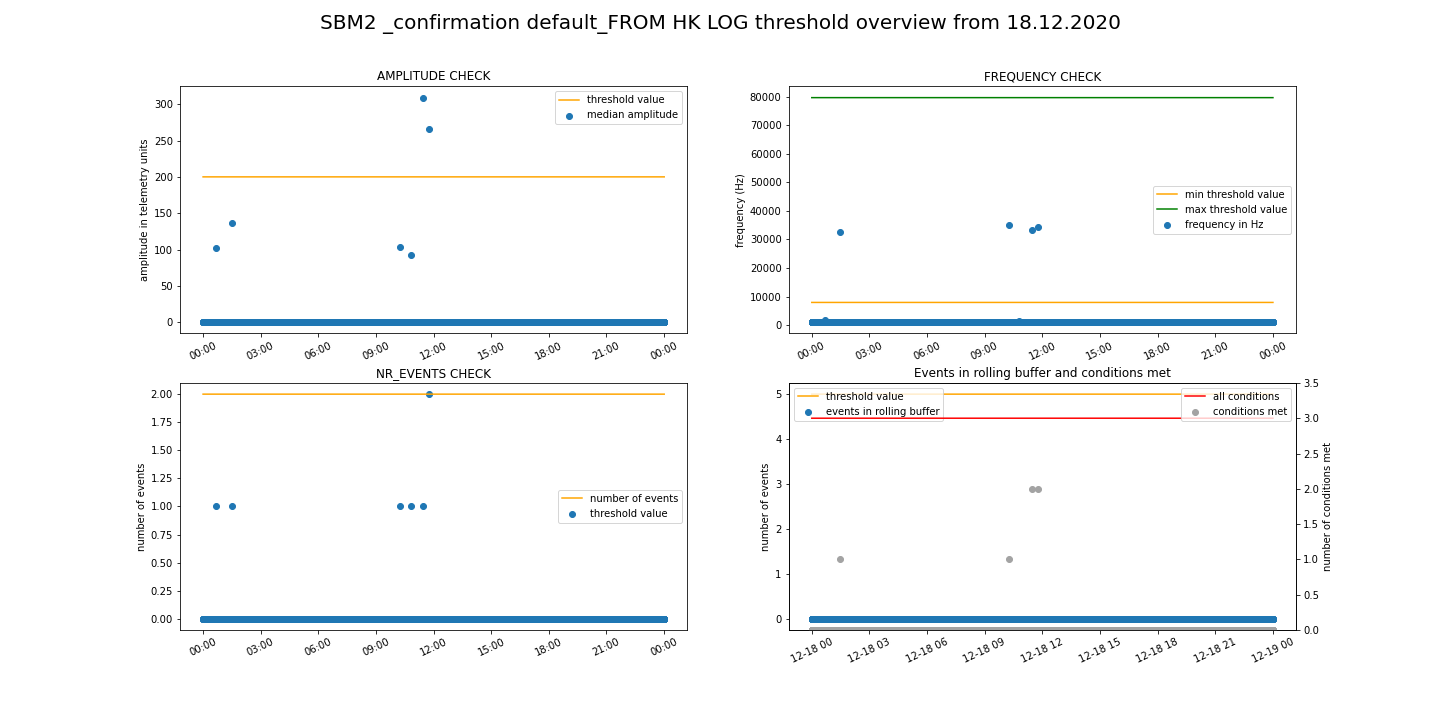 SBM2 _confirmation default_FROM HK LOG threshold overview from 18.12.2020
AMPLITUDE CHECK
amplitude in telemetry units
300
250
200
150
100
50
0
threshold value
median amplitude
00:00 03:00 06:00 09:00 12:00 15:00 18:00 21:00 00:00
FREQUENCY CHECK
frequency (Hz)
80000
70000
60000
50000
40000
30000
20000
10000
0
min threshold value
max threshold value
frequency in Hz
00:00 03:00 06:00 09:00 12:00 15:00 18:00 21:00 00:00
NR_EVENTS CHECK
number of events
2.00
1.75
1.50
1.25
1.00
0.75
0.50
0.25
0.00
number of events
threshold value
00:00 03:00 06:00 09:00 12:00 15:00 18:00 21:00 00:00
Events in rolling buffer and conditions met
number of events
5
4
3
2
1
0
threshold value
events in rolling buffer
all conditions
conditions met
3.5
3.0
2.5
2.0
1.5
1.0
0.5
0.0
number of conditions met
12-18 00 12-18 03 12-18 06 12-18 09 12-18 12 12-18 15 12-18 18 12-18 21 12-19 00